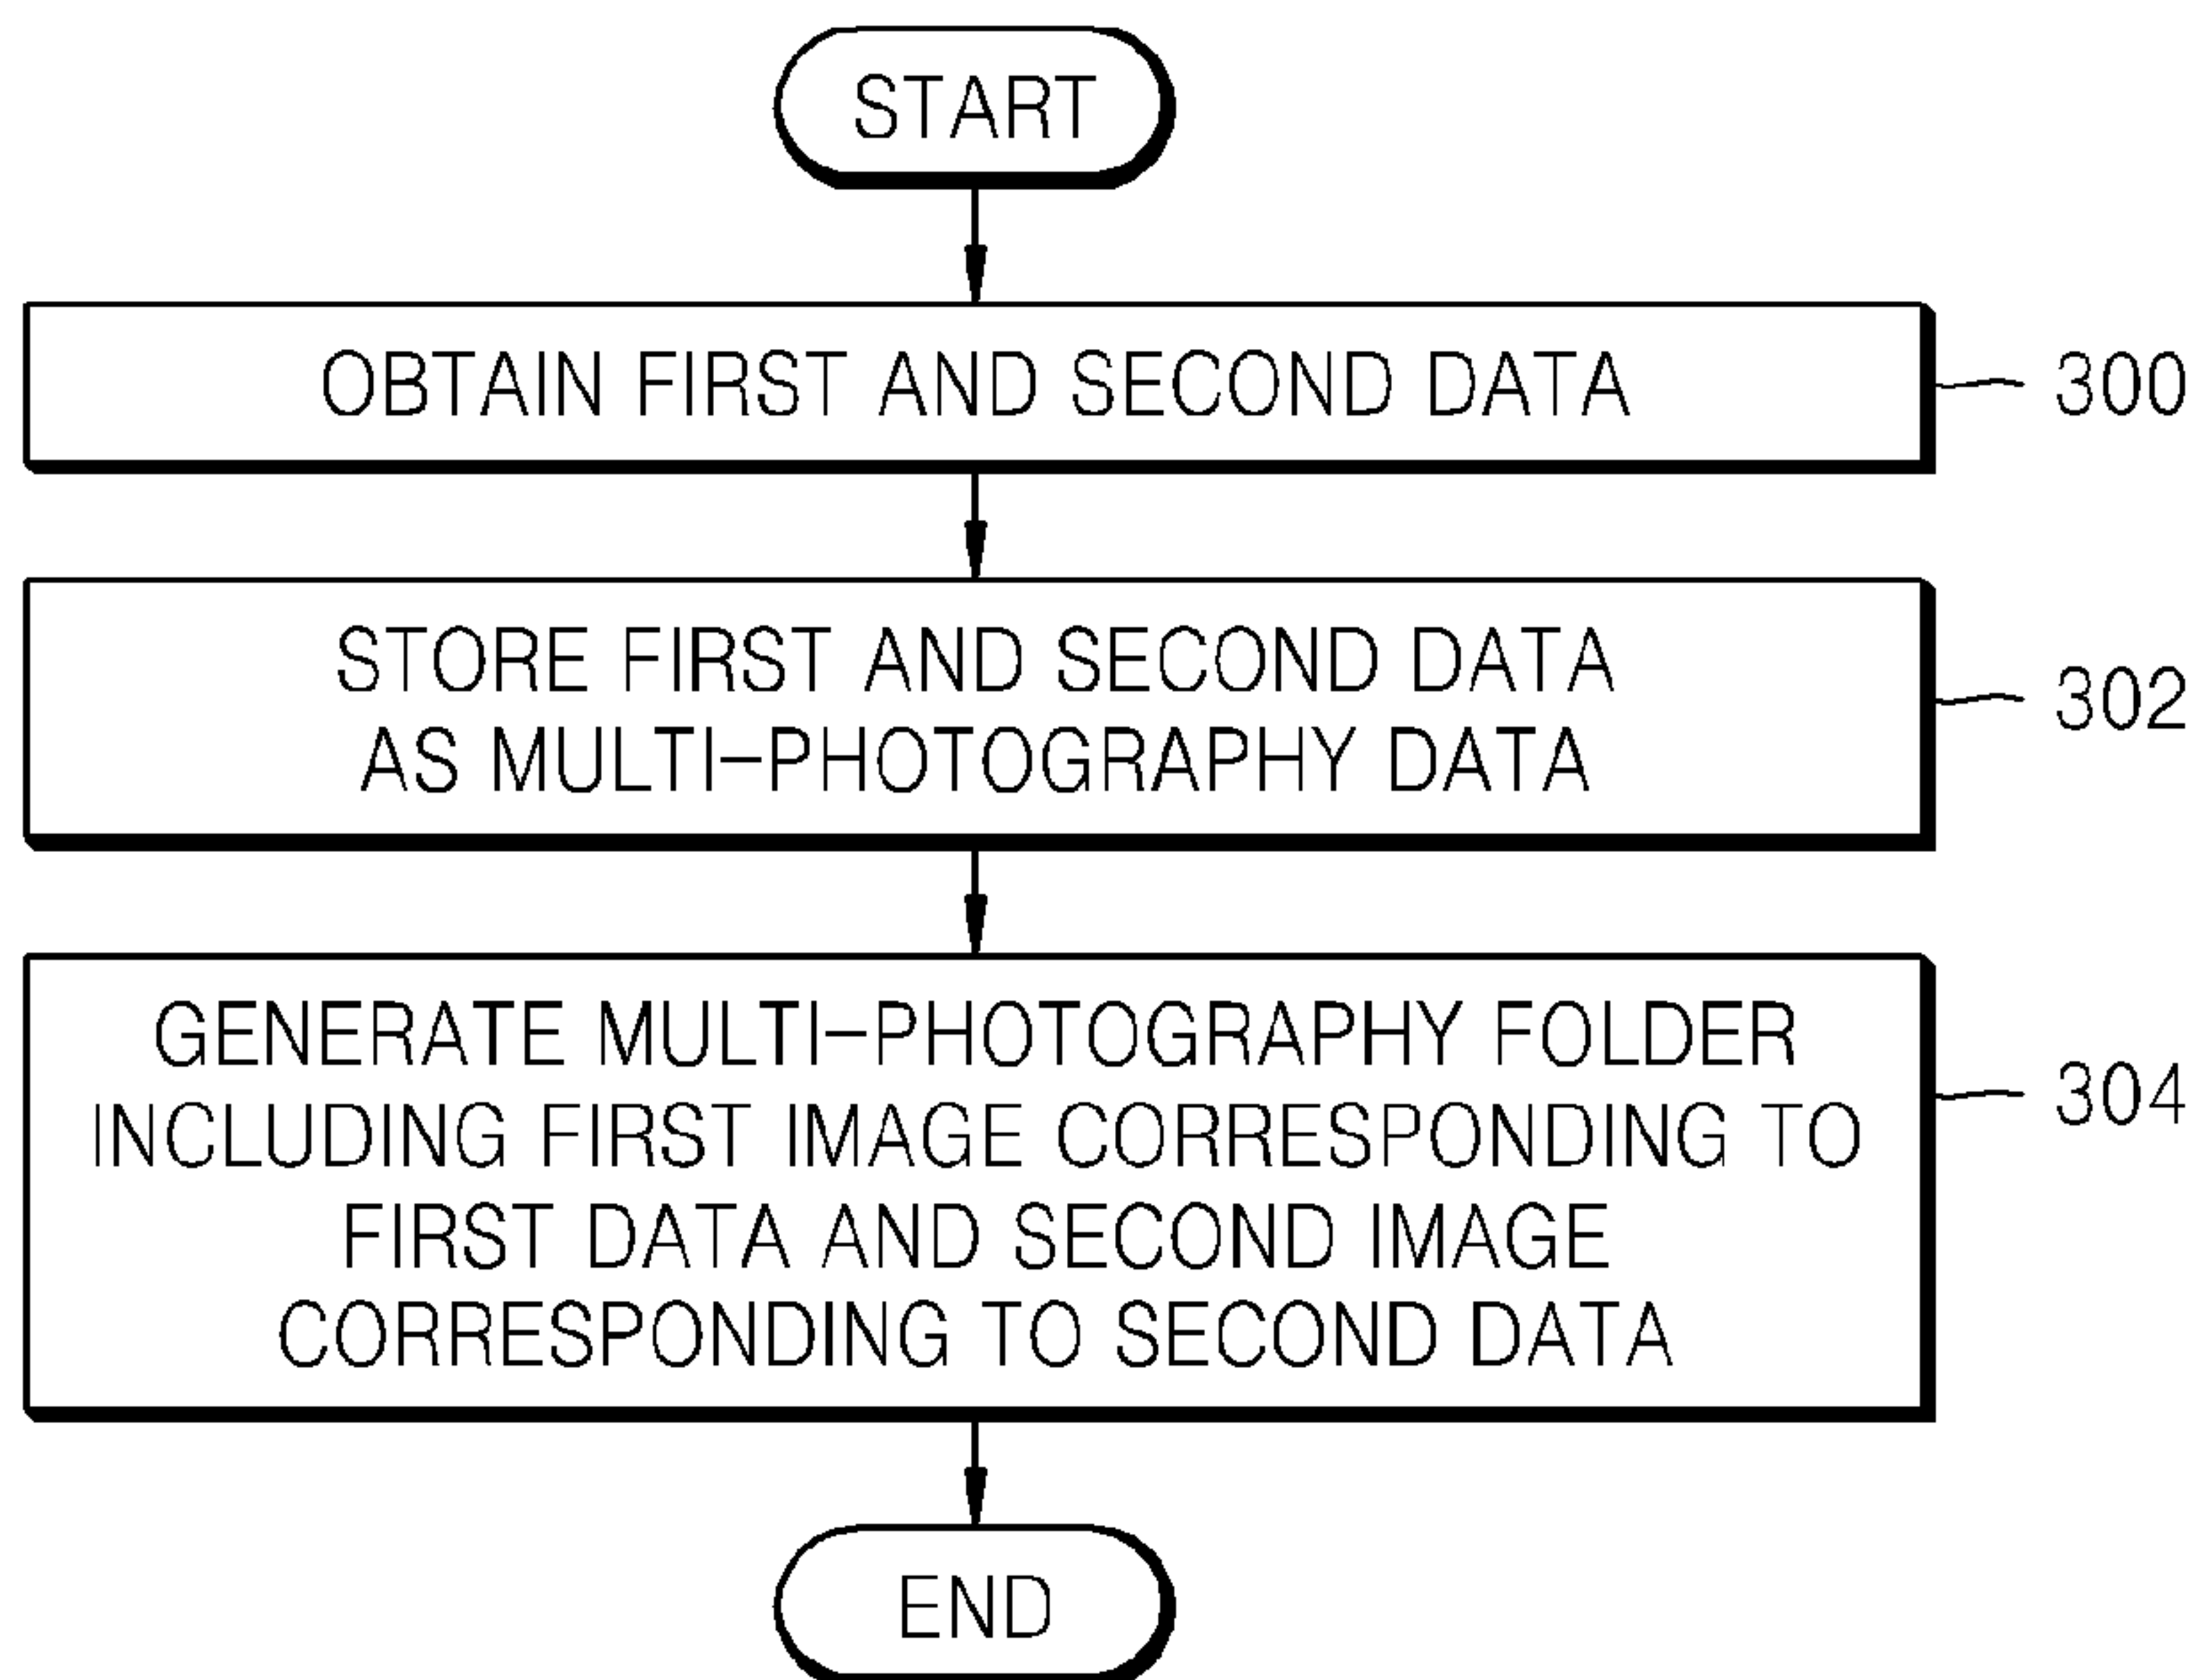 START
OBTAIN FIRST AND SECOND DATA
300
STORE FIRST AND SECOND DATA
AS MULTI-PHOTOGRAPHY DATA
302
GENERATE MULTI-PHOTOGRAPHY FOLDER
INCLUDING FIRST IMAGE CORRESPONDING TO
FIRST DATA AND SECOND IMAGE
CORRESPONDING TO SECOND DATA
304
END